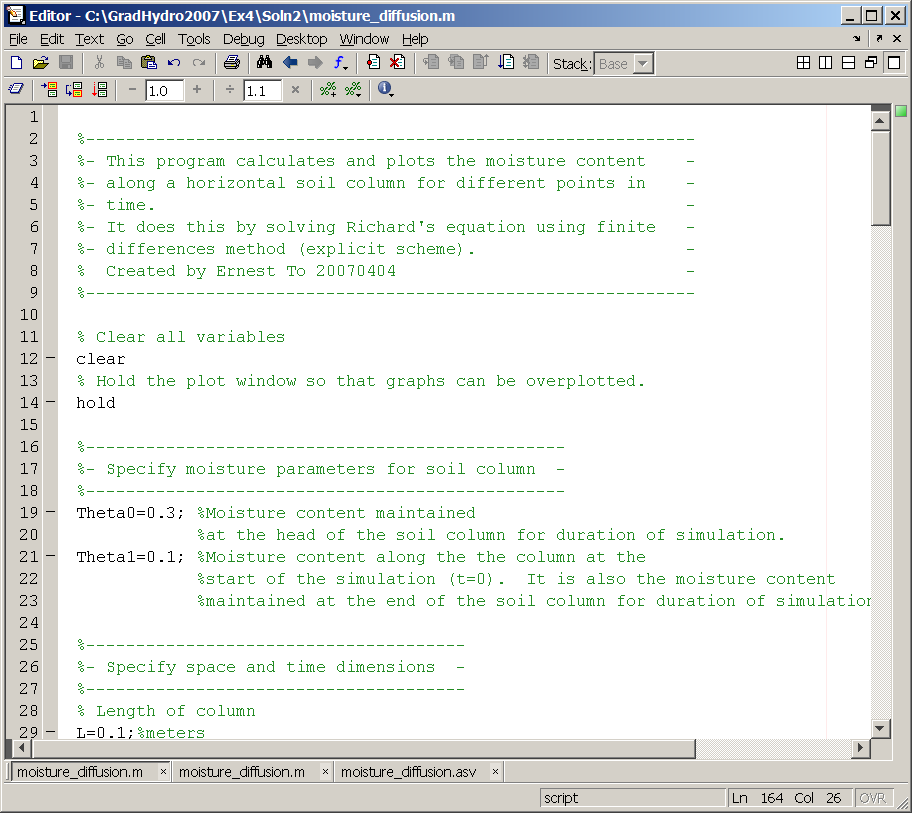 Editor - C:\GradHydro2007\Ex4\Soln2\moisture_diffusion.m
File Edit Text Go Cell Tools Debug Desktop Window Help
Stack: Base
1.0 1.1
1
2 %--------------------------------------------------------------
3 %- This program calculates and plots the moisture content    -
4 %- along a horizontal soil column for different points in    -
5 %- time.                                                      -
6 %- It does this by solving Richard's equation using finite   -
7 %- differences method (explicit scheme).                      -
8 %  Created by Ernest To 20070404                              -
9 %--------------------------------------------------------------
10
11 % Clear all variables
12 clear
13 % Hold the plot window so that graphs can be overplotted.
14 hold
15
16 %-------------------------------------------------
17 %- Specify moisture parameters for soil column  -
18 %-------------------------------------------------
19 Theta0=0.3; %Moisture content maintained
20 %at the head of the soil column for duration of simulation.
21 Theta1=0.1; %Moisture content along the the column at the
22 %start of the simulation (t=0).  It is also the moisture content
23 %maintained at the end of the soil column for duration of simulation
24
25 %---------------------------------------
26 %- Specify space and time dimensions  -
27 %---------------------------------------
28 % Length of column
29 L=0.1;%meters
moisture_diffusion.m × moisture_diffusion.m × moisture_diffusion.asv ×
script Ln 164 Col 26 OVR